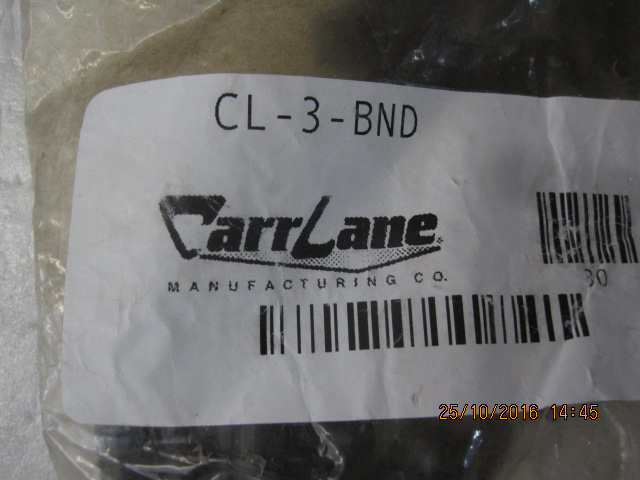 CL-3-BND
CarrLane
MANUFACTURING CO.
30
25/10/2016 14:45